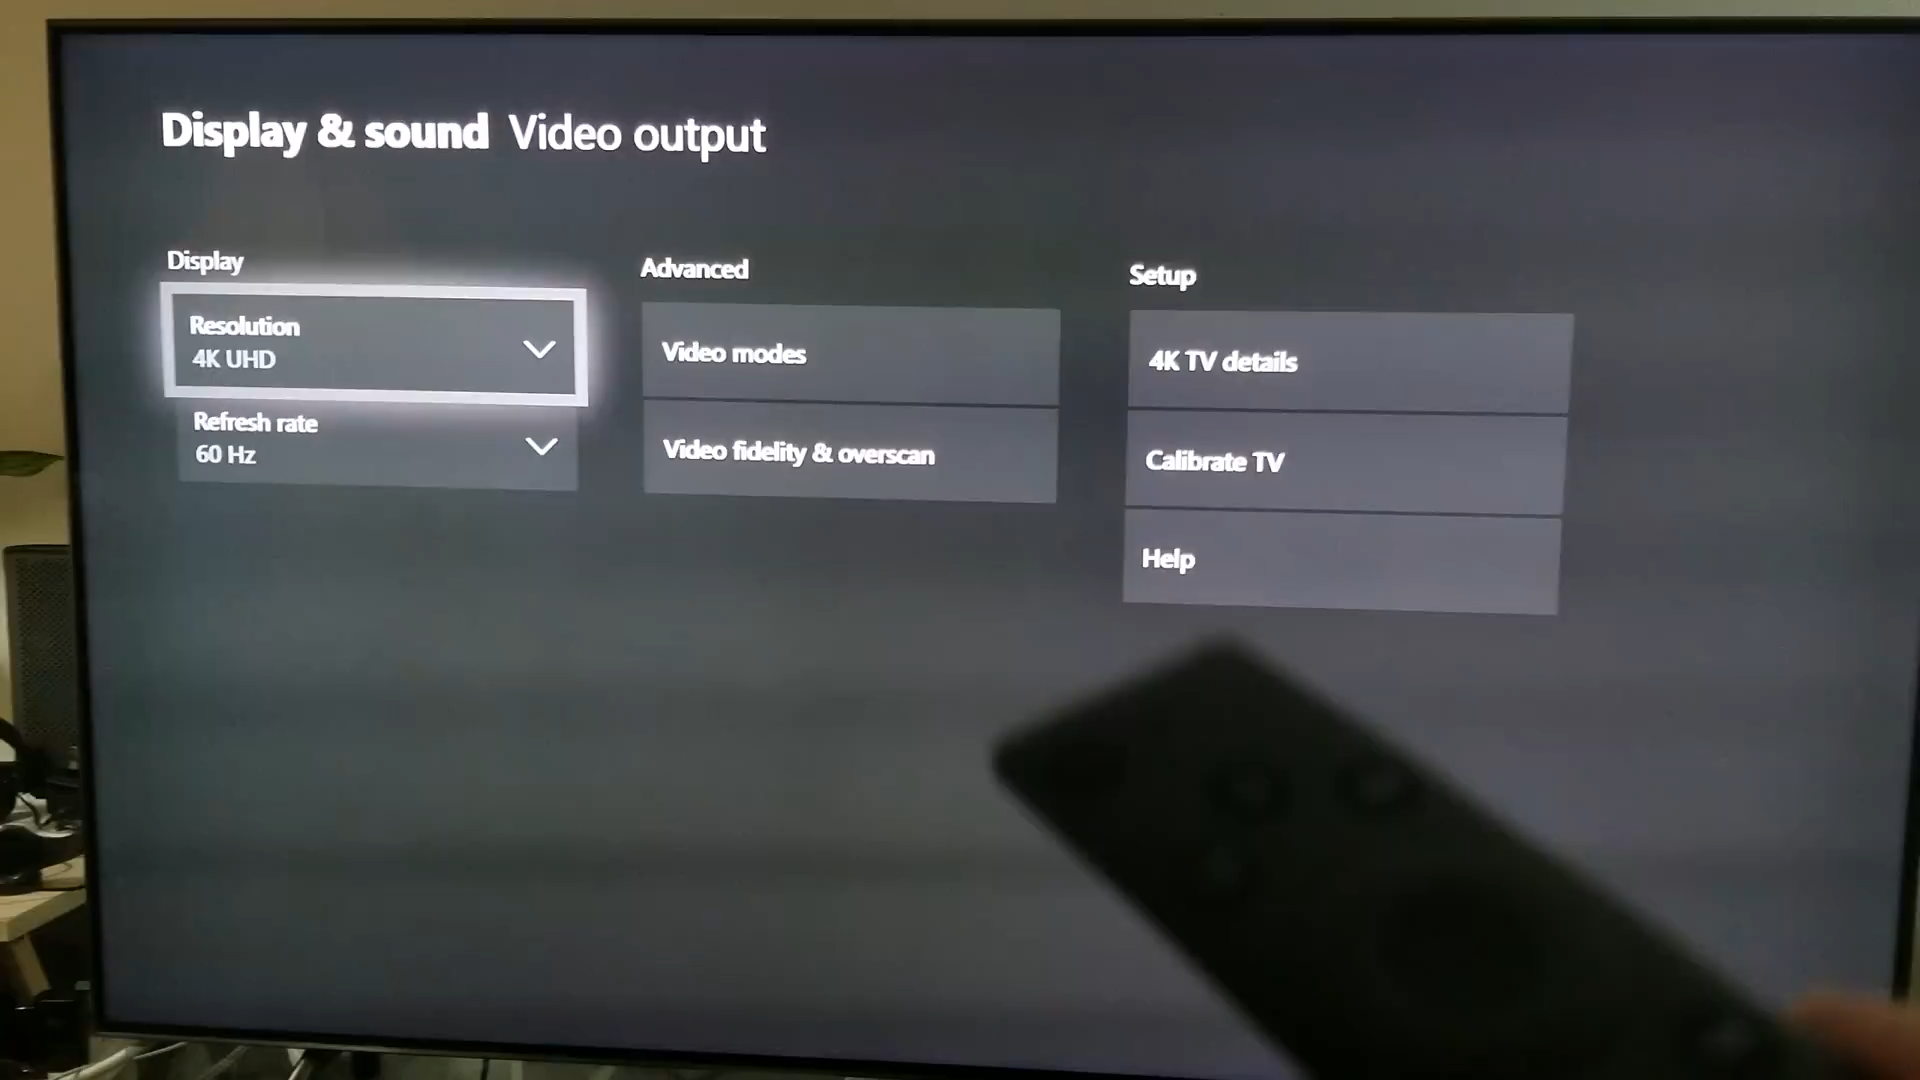 Display & sound Video output
Display
Resolution
4K UHD
Refresh rate
60 Hz
Advanced
Video modes
Video fidelity & overscan
Setup
4K TV details
Calibrate TV
Help